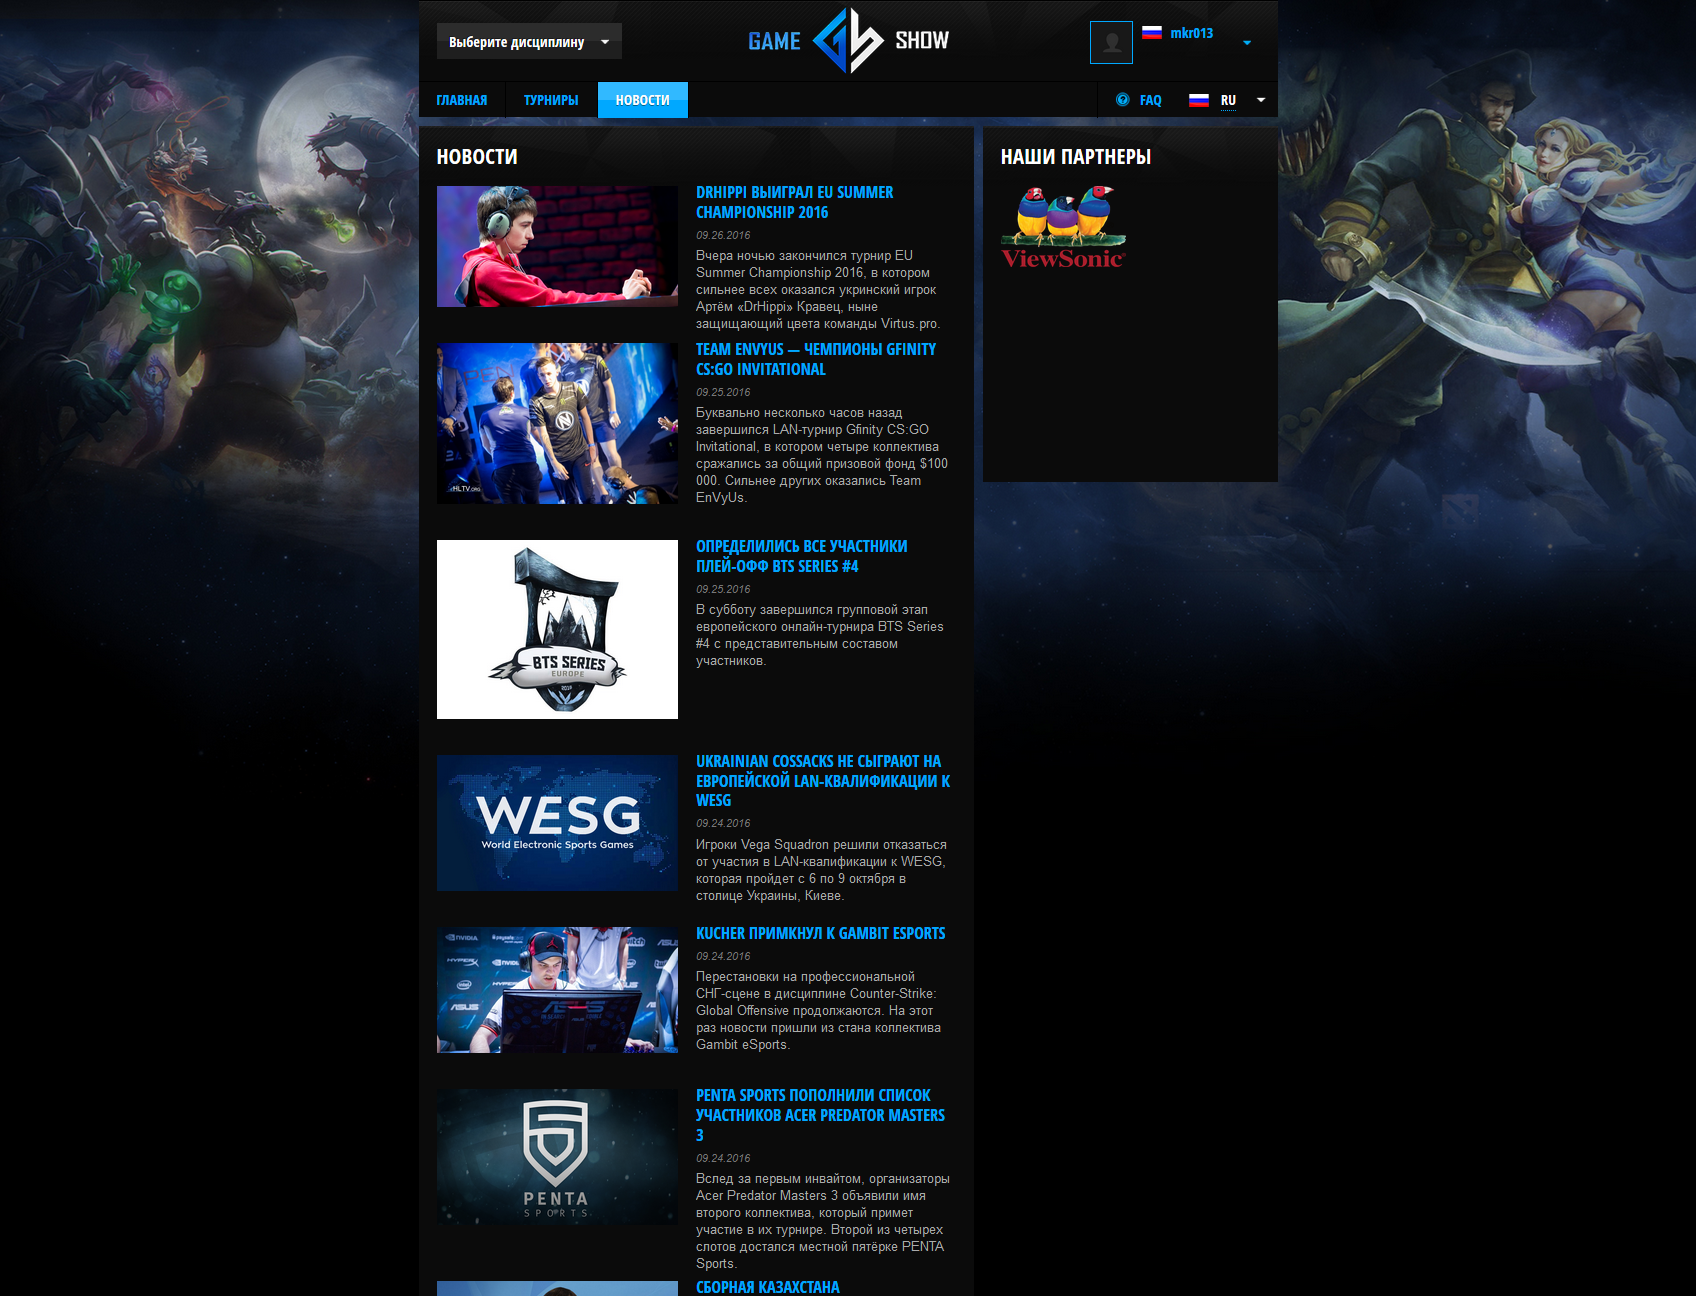 Выберите дисциплину
GAME SHOW
mkr013
ГЛАВНАЯ
ТУРНИРЫ
НОВОСТИ
FAQ
RU
НОВОСТИ
DRHIPPI ВЫИГРАЛ EU SUMMER
CHAMPIONSHIP 2016
09.26.2016
Вчера ночью закончился турнир EU
Summer Championship 2016, в котором
сильнее всех оказался укринский игрок
Артём «DrHippi» Кравец, ныне
защищающий цвета команды Virtus.pro.
HLTV.ORG
TEAM ENVYUS — ЧЕМПИОНЫ GFINITY
CS:GO INVITATIONAL
09.25.2016
Буквально несколько часов назад
завершился LAN-турнир Gfinity CS:GO
Invitational, в котором четыре коллектива
сражались за общий призовой фонд $100
000. Сильнее других оказались Team
EnVyUs.
BTS SERIES
EUROPE
ОПРЕДЕЛИЛИСЬ ВСЕ УЧАСТНИКИ
ПЛЕЙ-ОФФ BTS SERIES #4
09.25.2016
В субботу завершился групповой этап
европейского онлайн-турнира BTS Series
#4 с представительным составом
участников.
WESG
World Electronic Sports Games
UKRAINIAN COSSACKS НЕ СЫГРАЮТ НА
ЕВРОПЕЙСКОЙ LAN-КВАЛИФИКАЦИИ К
WESG
09.24.2016
Игроки Vega Squadron решили отказаться
от участия в LAN-квалификации к WESG,
которая пройдет с 6 по 9 октября в
столице Украины, Киеве.
NVIDIA
HYPERX
intel
ASUS
ASUS
KUCHER ПРИМКНУЛ К GAMBIT ESPORTS
09.24.2016
Перестановки на профессиональной
СНГ-сцене в дисциплине Counter-Strike:
Global Offensive продолжаются. На этот
раз новости пришли из стана коллектива
Gambit eSports.
PENTA
SPORTS
PENTA SPORTS ПОПОЛНИЛИ СПИСОК
УЧАСТНИКОВ ACER PREDATOR MASTERS
3
09.24.2016
Вслед за первым инвайтом, организаторы
Acer Predator Masters 3 объявили имя
второго коллектива, который примет
участие в их турнире. Второй из четырех
слотов достался местной пятёрке PENTA
Sports.
СБОРНАЯ КАЗАХСТАНА
НАШИ ПАРТНЕРЫ
ViewSonic